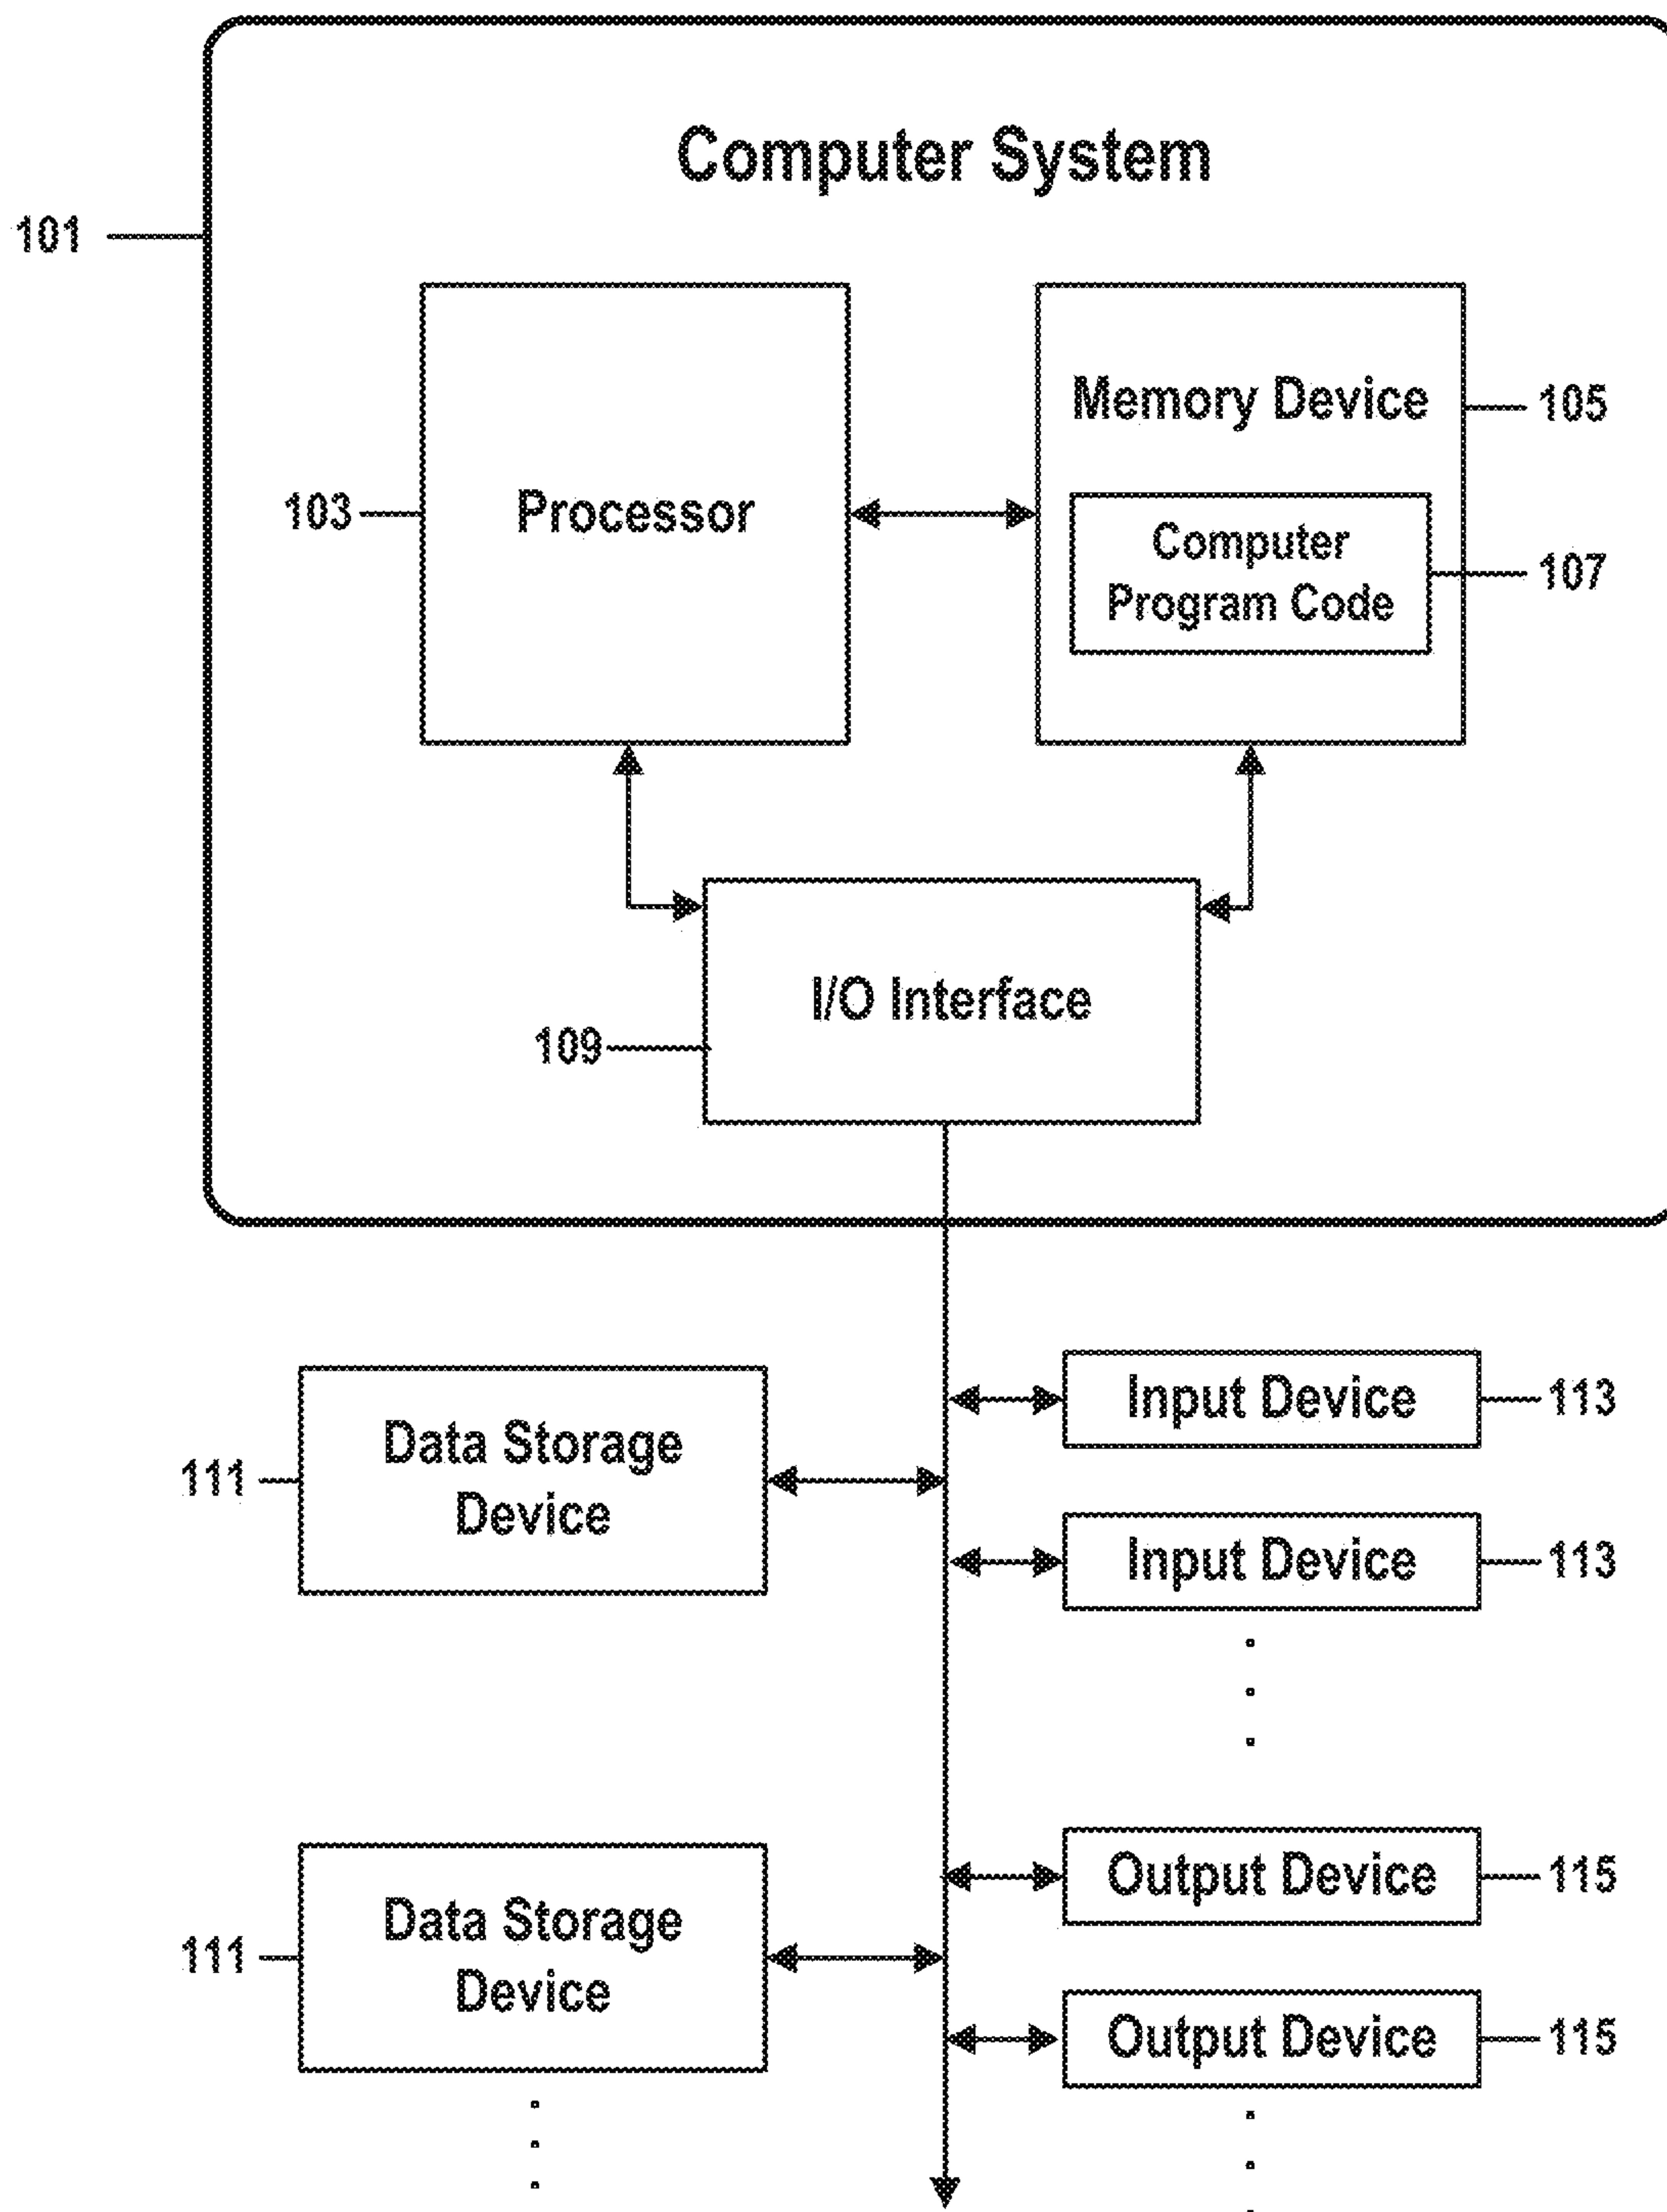 Computer System
101
Processor
103
Memory Device
105
Computer
Program Code
107
I/O Interface
109
Data Storage
Device
111
Input Device
113
Input Device
113
Data Storage
Device
111
Output Device
115
Output Device
115